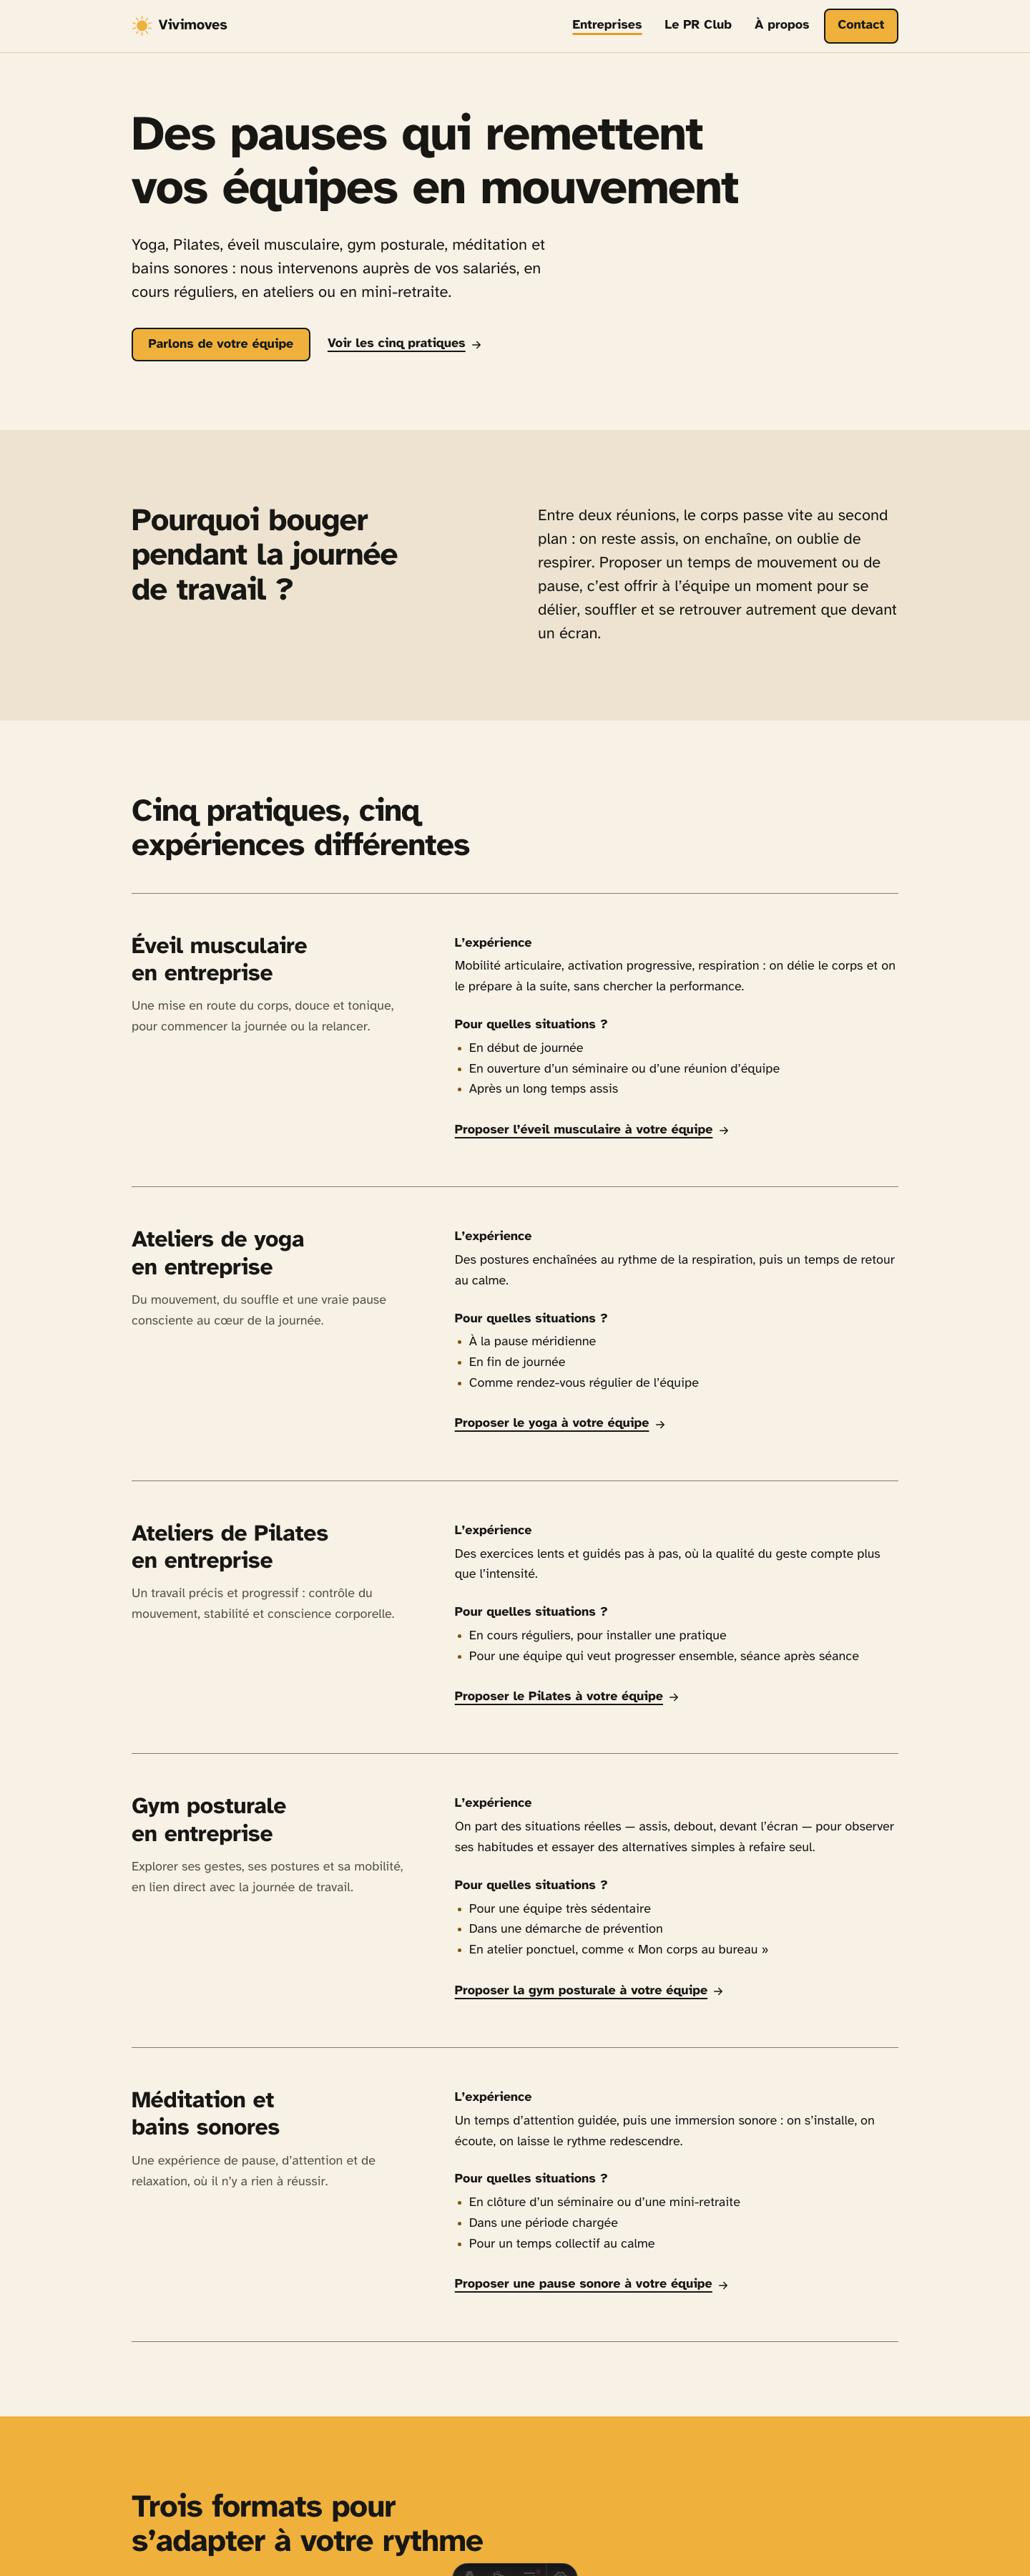 Vivimoves
Entreprises
Le PR Club
À propos
Contact
Des pauses qui remettent
vos équipes en mouvement
Yoga, Pilates, éveil musculaire, gym posturale, méditation et
bains sonores : nous intervenons auprès de vos salariés, en
cours réguliers, en ateliers ou en mini-retraite.
Parlons de votre équipe
Voir les cinq pratiques →
Pourquoi bouger
pendant la journée
de travail ?
Entre deux réunions, le corps passe vite au second
plan : on reste assis, on enchaîne, on oublie de
respirer. Proposer un temps de mouvement ou de
pause, c’est offrir à l’équipe un moment pour se
délier, souffler et se retrouver autrement que devant
un écran.
Cinq pratiques, cinq
expériences différentes
Éveil musculaire
en entreprise
Une mise en route du corps, douce et tonique,
pour commencer la journée ou la relancer.
L’expérience
Mobilité articulaire, activation progressive, respiration : on délie le corps et on
le prépare à la suite, sans chercher la performance.
Pour quelles situations ?
En début de journée
En ouverture d’un séminaire ou d’une réunion d’équipe
Après un long temps assis
Proposer l’éveil musculaire à votre équipe →
Ateliers de yoga
en entreprise
Du mouvement, du souffle et une vraie pause
consciente au cœur de la journée.
L’expérience
Des postures enchaînées au rythme de la respiration, puis un temps de retour
au calme.
Pour quelles situations ?
À la pause méridienne
En fin de journée
Comme rendez-vous régulier de l’équipe
Proposer le yoga à votre équipe →
Ateliers de Pilates
en entreprise
Un travail précis et progressif : contrôle du
mouvement, stabilité et conscience corporelle.
L’expérience
Des exercices lents et guidés pas à pas, où la qualité du geste compte plus
que l’intensité.
Pour quelles situations ?
En cours réguliers, pour installer une pratique
Pour une équipe qui veut progresser ensemble, séance après séance
Proposer le Pilates à votre équipe →
Gym posturale
en entreprise
Explorer ses gestes, ses postures et sa mobilité,
en lien direct avec la journée de travail.
L’expérience
On part des situations réelles — assis, debout, devant l’écran — pour observer
ses habitudes et essayer des alternatives simples à refaire seul.
Pour quelles situations ?
Pour une équipe très sédentaire
Dans une démarche de prévention
En atelier ponctuel, comme « Mon corps au bureau »
Proposer la gym posturale à votre équipe →
Méditation et
bains sonores
Une expérience de pause, d’attention et de
relaxation, où il n’y a rien à réussir.
L’expérience
Un temps d’attention guidée, puis une immersion sonore : on s’installe, on
écoute, on laisse le rythme redescendre.
Pour quelles situations ?
En clôture d’un séminaire ou d’une mini-retraite
Dans une période chargée
Pour un temps collectif au calme
Proposer une pause sonore à votre équipe →
Trois formats pour
s’adapter à votre rythme